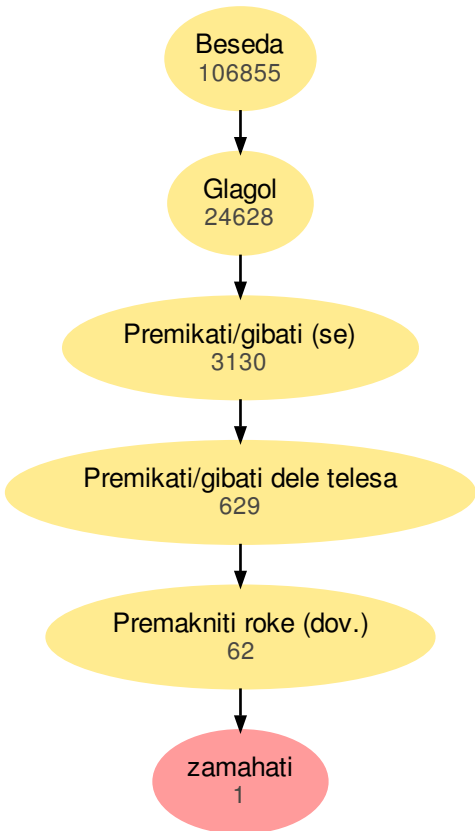 Beseda
106855
Glagol
24628
Premikati/gibati (se)
3130
Premikati/gibati dele telesa
629
Premakniti roke (dov.)
62
zamahati
1